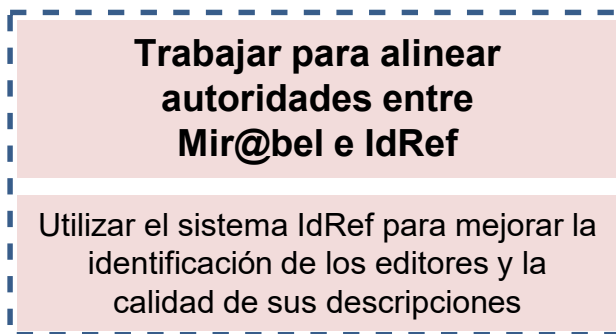 Trabajar para alinear
autoridades entre
Mir@bel e IdRef
Utilizar el sistema IdRef para mejorar la
identificación de los editores y la
calidad de sus descripciones